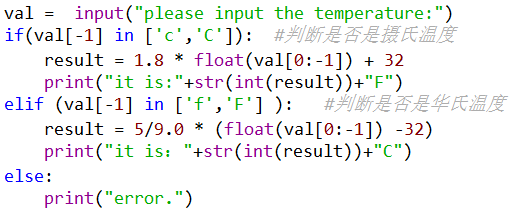 val =  input("please input the temperature:")
if(val[-1] in ['c','C']):  #判断是否是摄氏温度
    result = 1.8 * float(val[0:-1]) + 32
    print("it is:"+str(int(result))+"F")
elif (val[-1] in ['f','F'] ):   #判断是否是华氏温度
    result = 5/9.0 * (float(val[0:-1]) -32)
    print("it is："+str(int(result))+"C")
else:
    print("error.")